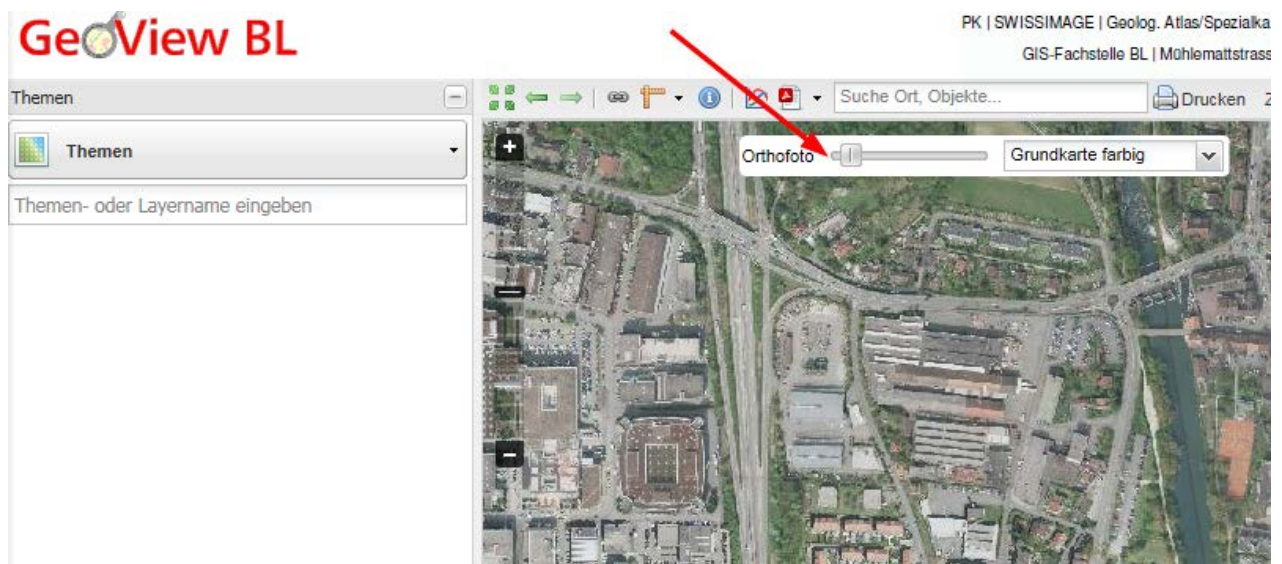 GeoView BL
PK | SWISSIMAGE | Geolog. Atlas/Spezialka
GIS-Fachstelle BL | Mühlemattstrass
Themen
Suche Ort, Objekte...
Drucken
Z
Themen
Themen- oder Layername eingeben
Orthofoto
Grundkarte farbig